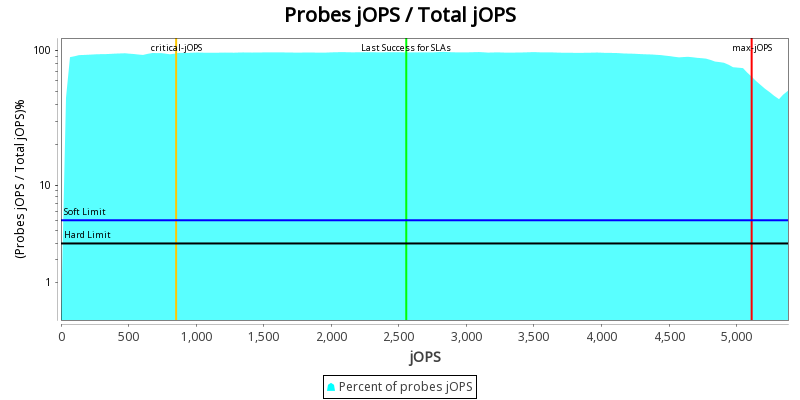 Probes jOPS / Total jOPS
critical-jOPS
Last Success for SLAs
max-jOPS
(Probes jOPS / Total jOPS)%
100
10
1
Soft Limit
Hard Limit
0 500 1,000 1,500 2,000 2,500 3,000 3,500 4,000 4,500 5,000
jOPS
Percent of probes jOPS